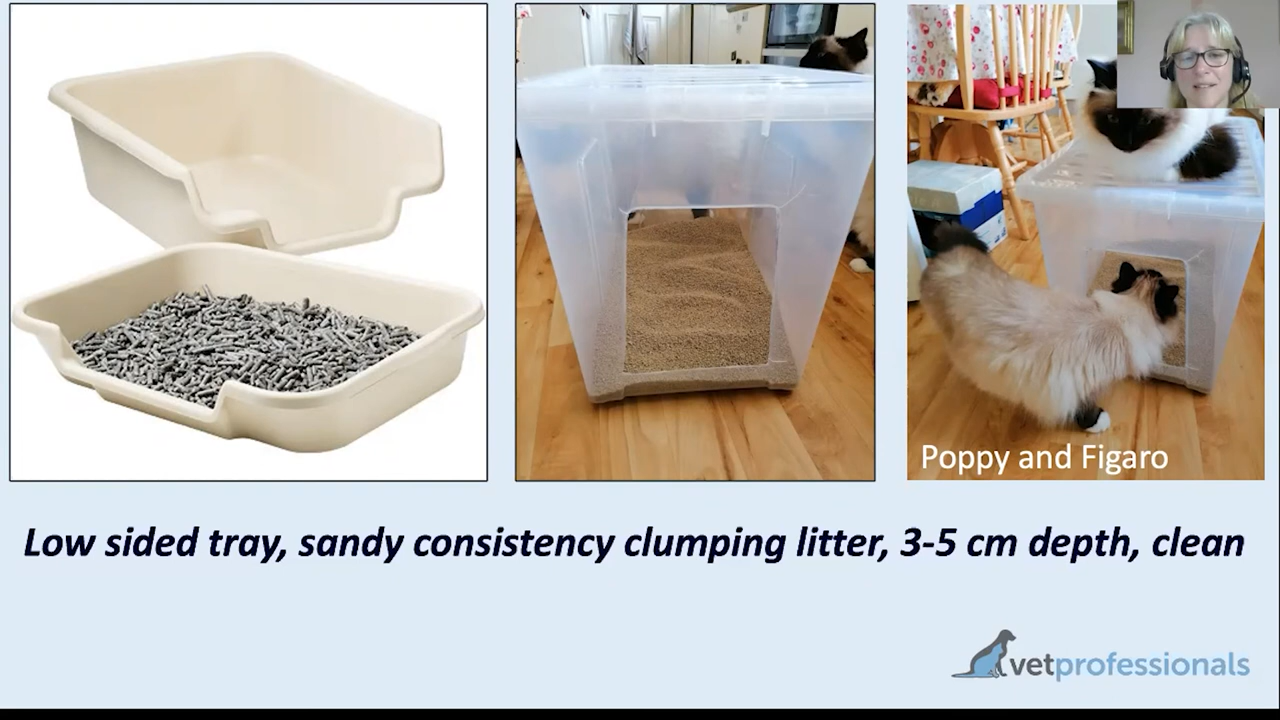 Poppy and Figaro
Low sided tray, sandy consistency clumping litter, 3-5 cm depth, clean
vetprofessionals